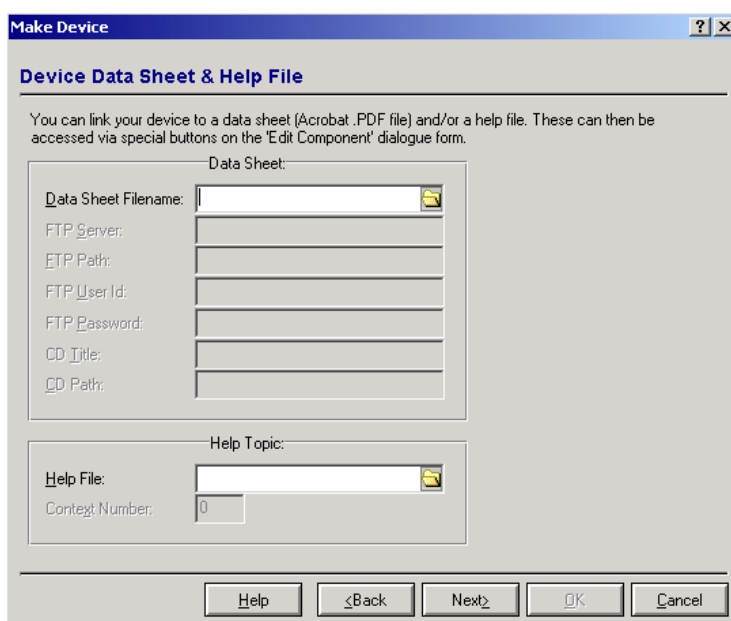 Make Device
Device Data Sheet & Help File
You can link your device to a data sheet (Acrobat .PDF file) and/or a help file. These can then be
accessed via special buttons on the 'Edit Component' dialogue form.
Data Sheet:
Data Sheet Filename:
FTP Server:
FTP Path:
FTP User Id:
FTP Password:
CD Title:
CD Path:
Help Topic:
Help File:
Context Number: 0
Help <Back Next> OK Cancel